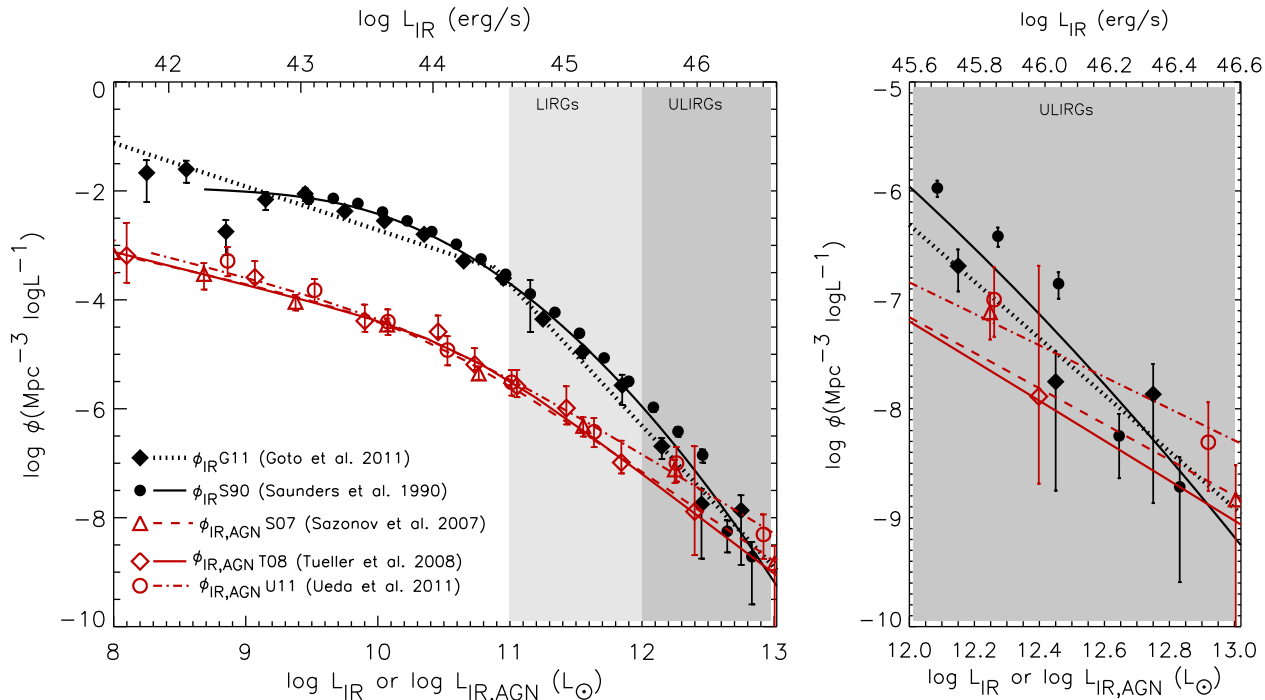 log L_IR (erg/s)
42 43 44 45 46
0
−2
−4
−6
−8
−10
log φ(Mpc⁻³ logL⁻¹)
LIRGs
ULIRGs
φ_IR G11 (Goto et al. 2011)
φ_IR S90 (Saunders et al. 1990)
φ_IR,AGN S07 (Sazonov et al. 2007)
φ_IR,AGN T08 (Tueller et al. 2008)
φ_IR,AGN U11 (Ueda et al. 2011)
8 9 10 11 12 13
log L_IR or log L_IR,AGN (L_⊙)
log L_IR (erg/s)
45.6 45.8 46.0 46.2 46.4 46.6
−5
−6
−7
−8
−9
−10
log φ(Mpc⁻³ logL⁻¹)
ULIRGs
12.0 12.2 12.4 12.6 12.8 13.0
log L_IR or log L_IR,AGN (L_⊙)